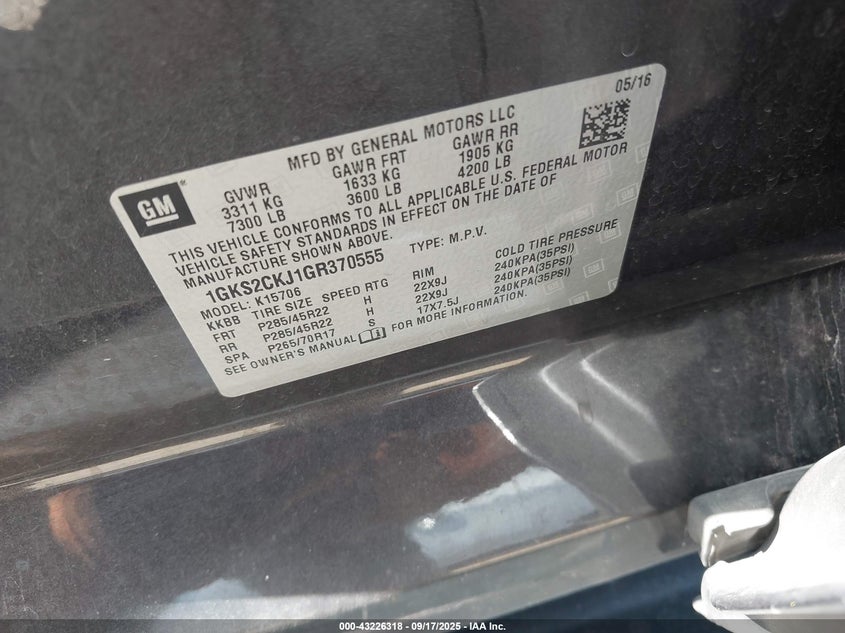 05/16
MFD BY GENERAL MOTORS LLC
GM®
GVWR GAWR FRT GAWR RR
3311 KG 1633 KG 1905 KG
7300 LB 3600 LB 4200 LB
THIS VEHICLE CONFORMS TO ALL APPLICABLE U.S. FEDERAL MOTOR
VEHICLE SAFETY STANDARDS IN EFFECT ON THE DATE OF
MANUFACTURE SHOWN ABOVE.
1GKS2CKJ1GR370555 TYPE: M.P.V.
MODEL: K15706
KKBB TIRE SIZE SPEED RTG RIM COLD TIRE PRESSURE
FRT P285/45R22 H 22X9J 240KPA(35PSI)
RR P285/45R22 H 22X9J 240KPA(35PSI)
SPA P265/70R17 S 17X7.5J 240KPA(35PSI)
SEE OWNER'S MANUAL FOR MORE INFORMATION.
000-43226318 - 09/17/2025 - IAA Inc.